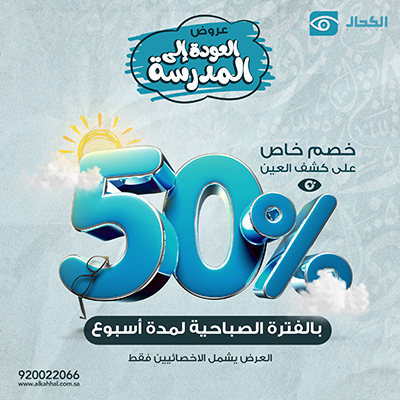 الكحال
عروض
العودة إلى
المدرسة
خصم خاص
على كشف العين
50%
بالفترة الصباحية لمدة أسبوع
العرض يشمل الاخصائيين فقط
920022066
www.alkahhal.com.sa